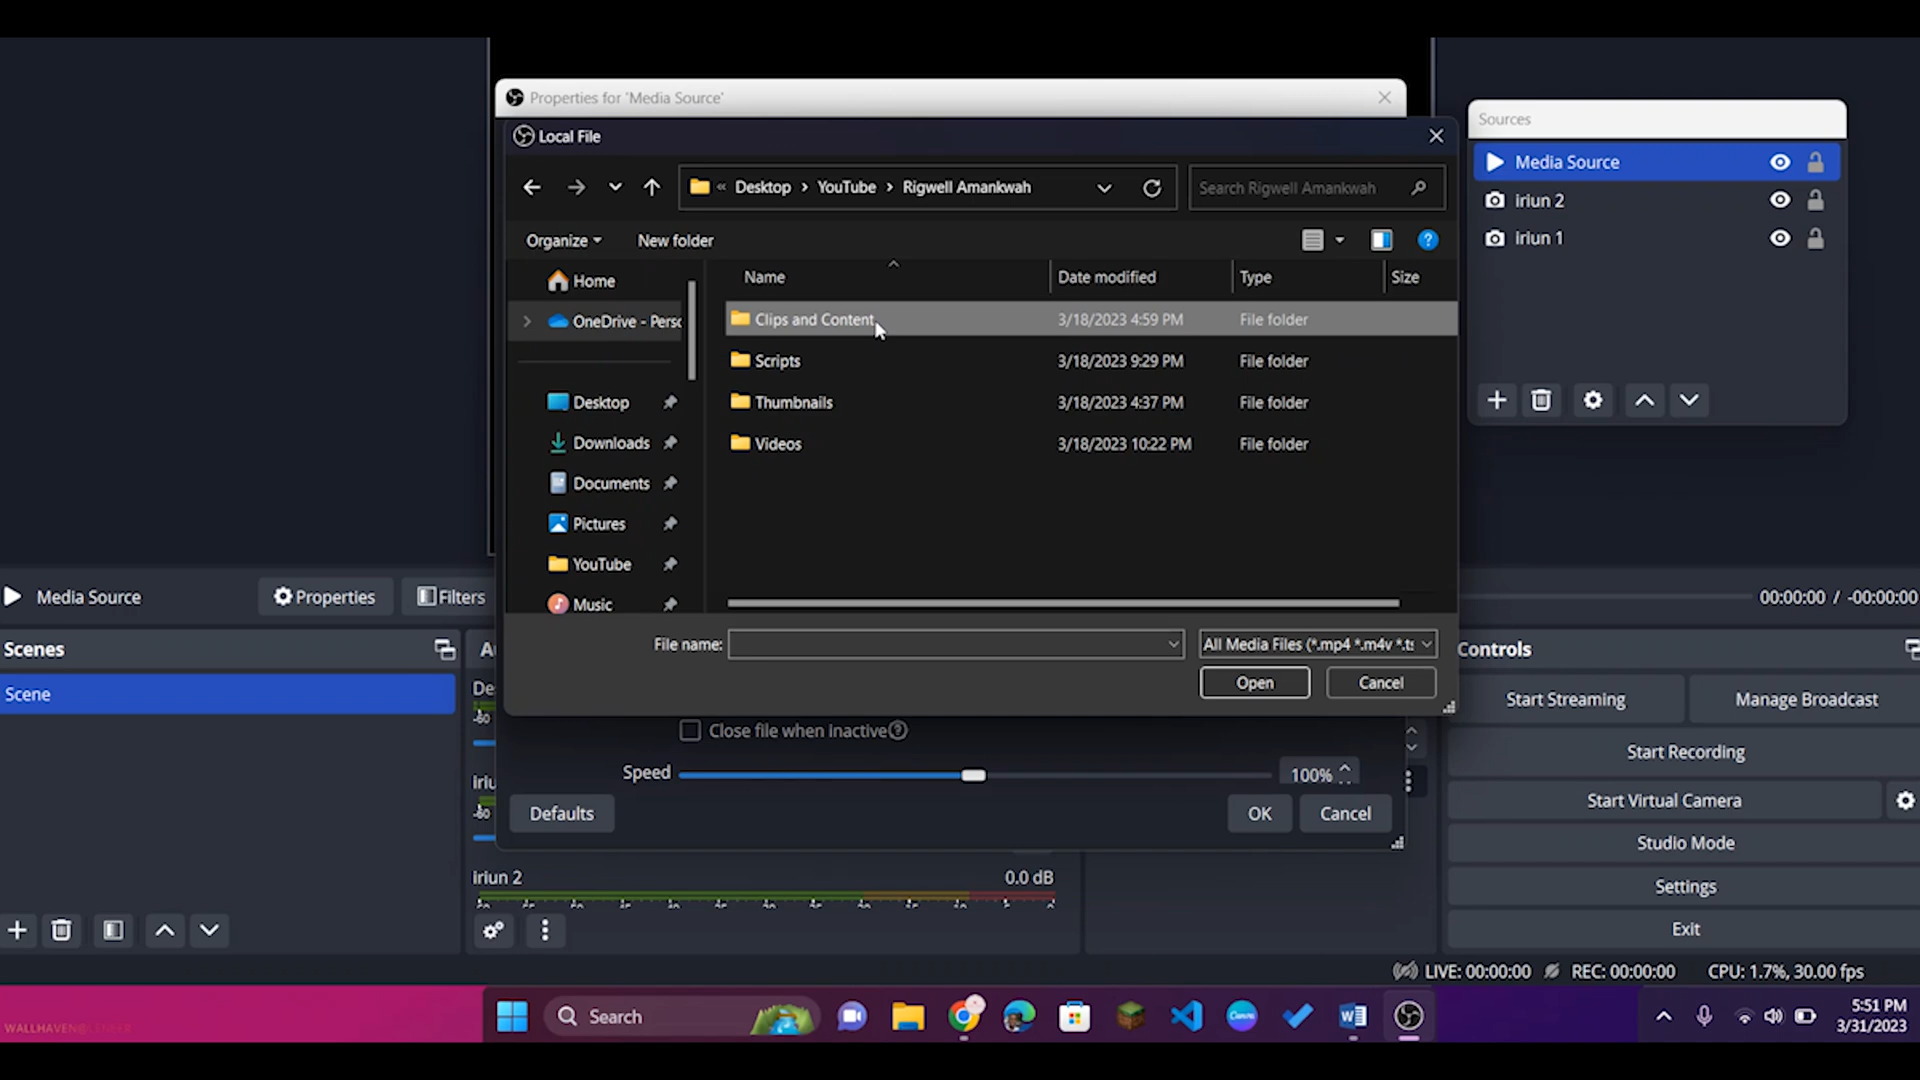 Properties for 'Media Source'
Local File
« Desktop › YouTube › Rigwell Amankwah
Search Rigwell Amankwah
Organize
New folder
Name
Date modified
Type
Size
Home
OneDrive - Perso
Desktop
Downloads
Documents
Pictures
YouTube
Music
Clips and Content
3/18/2023 4:59 PM
File folder
Scripts
3/18/2023 9:29 PM
File folder
Thumbnails
3/18/2023 4:37 PM
File folder
Videos
3/18/2023 10:22 PM
File folder
File name:
All Media Files (*.mp4 *.m4v *.ts
Open
Cancel
Close file when inactive
Speed
100%
Defaults
OK
Cancel
Sources
Media Source
iriun 2
iriun 1
Media Source
Properties
Filters
00:00:00 / -00:00:00
Scenes
Scene
De
-60
iriu
-60
iriun 2
0.0 dB
Controls
Start Streaming
Manage Broadcast
Start Recording
Start Virtual Camera
Studio Mode
Settings
Exit
LIVE: 00:00:00
REC: 00:00:00
CPU: 1.7%, 30.00 fps
Search
5:51 PM
3/31/2023